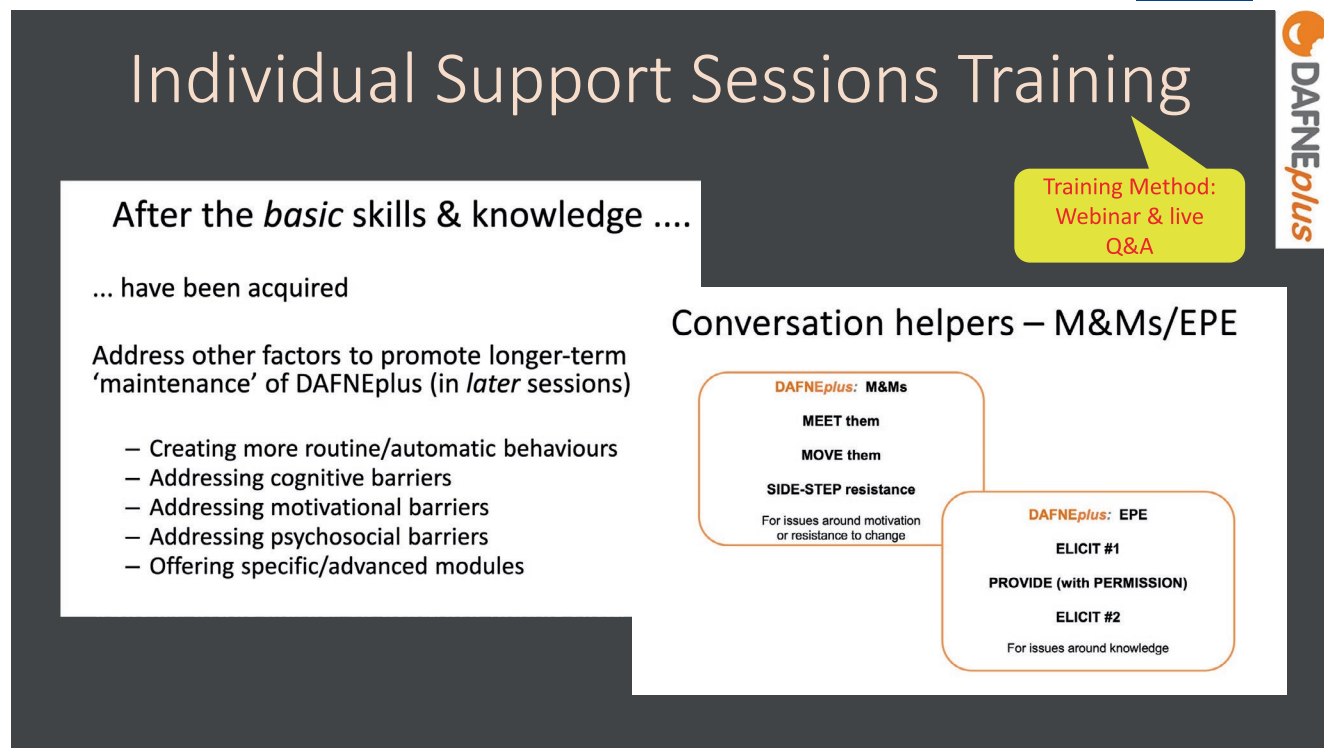 Individual Support Sessions Training
DAFNEplus
Training Method:
Webinar & live
Q&A
After the basic skills & knowledge ....
... have been acquired
Address other factors to promote longer-term
‘maintenance’ of DAFNEplus (in later sessions)
– Creating more routine/automatic behaviours
– Addressing cognitive barriers
– Addressing motivational barriers
– Addressing psychosocial barriers
– Offering specific/advanced modules
Conversation helpers – M&Ms/EPE
DAFNEplus: M&Ms
MEET them
MOVE them
SIDE-STEP resistance
For issues around motivation
or resistance to change
DAFNEplus: EPE
ELICIT #1
PROVIDE (with PERMISSION)
ELICIT #2
For issues around knowledge